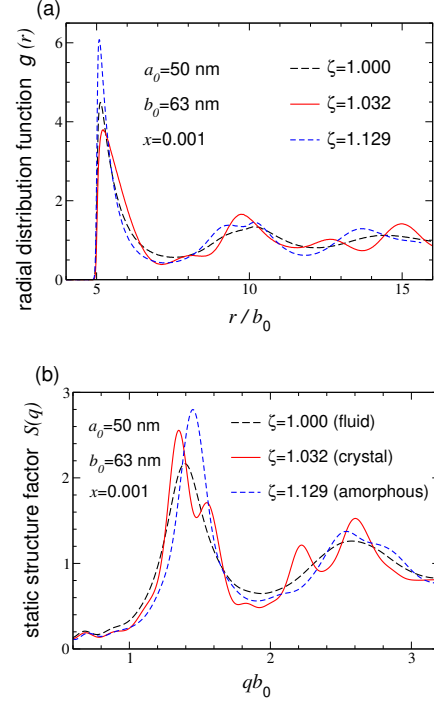 (a)
radial distribution function g (r)
6
4
2
0
a0=50 nm
b0=63 nm
x=0.001
ζ=1.000
ζ=1.032
ζ=1.129
5
10
15
r / b0
(b)
static structure factor S(q)
3
2
1
0
a0=50 nm
b0=63 nm
x=0.001
ζ=1.000 (fluid)
ζ=1.032 (crystal)
ζ=1.129 (amorphous)
1
2
3
qb0